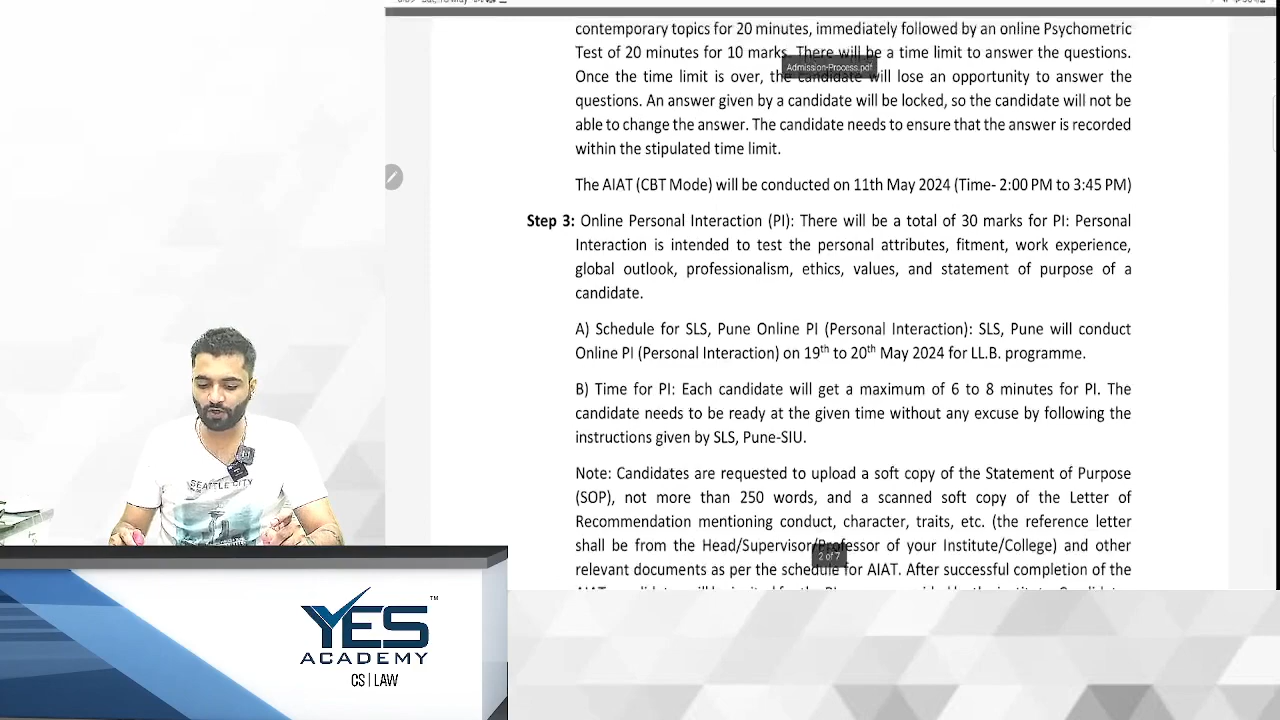 contemporary topics for 20 minutes, immediately followed by an online Psychometric
Test of 20 minutes for 10 marks. There will be a time limit to answer the questions.
Admission-Process.pdf
Once the time limit is over, the candidate will lose an opportunity to answer the
questions. An answer given by a candidate will be locked, so the candidate will not be
able to change the answer. The candidate needs to ensure that the answer is recorded
within the stipulated time limit.
The AIAT (CBT Mode) will be conducted on 11th May 2024 (Time- 2:00 PM to 3:45 PM)
Step 3: Online Personal Interaction (PI): There will be a total of 30 marks for PI: Personal
Interaction is intended to test the personal attributes, fitment, work experience,
global outlook, professionalism, ethics, values, and statement of purpose of a
candidate.
A) Schedule for SLS, Pune Online PI (Personal Interaction): SLS, Pune will conduct
Online PI (Personal Interaction) on 19th to 20th May 2024 for LL.B. programme.
B) Time for PI: Each candidate will get a maximum of 6 to 8 minutes for PI. The
candidate needs to be ready at the given time without any excuse by following the
instructions given by SLS, Pune-SIU.
Note: Candidates are requested to upload a soft copy of the Statement of Purpose
(SOP), not more than 250 words, and a scanned soft copy of the Letter of
Recommendation mentioning conduct, character, traits, etc. (the reference letter
shall be from the Head/Supervisor/Professor of your Institute/College) and other
2 of 7
relevant documents as per the schedule for AIAT. After successful completion of the
SEATTLE CITY
YES™
ACADEMY
CS | LAW